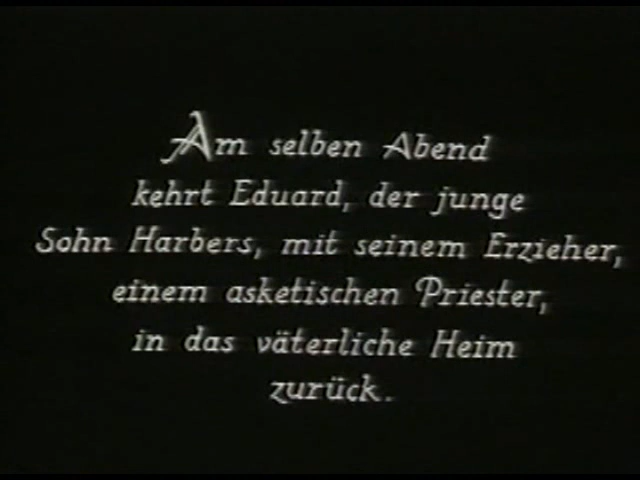 Am selben Abend
kehrt Eduard, der junge
Sohn Harbers, mit seinem Erzieher,
einem asketischen Priester,
in das väterliche Heim
zurück.